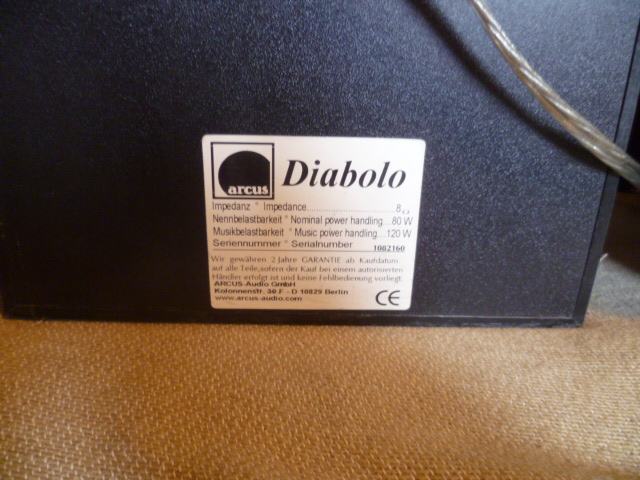 arcus
Diabolo
Impedanz ° Impedance..........................8 Ω
Nennbelastbarkeit ° Nominal power handling....80 W
Musikbelastbarkeit ° Music power handling....120 W
Seriennummer ° Serialnumber 1002160
Wir gewähren 2 Jahre GARANTIE ab Kaufdatum
auf alle Teile,sofern der Kauf bei einem autorisierten
Händler erfolgt ist und keine Fehlbedienung vorliegt.
ARCUS-Audio GmbH
Kolonnenstr. 30 F - D 10829 Berlin
www.arcus-audio.com
CE